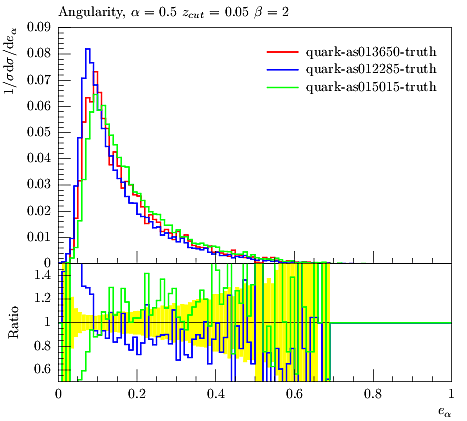 Angularity, α = 0.5 z_cut = 0.05 β = 2
1/σ dσ/de_α
0.09
0.08
0.07
0.06
0.05
0.04
0.03
0.02
0.01
0
quark-as013650-truth
quark-as012285-truth
quark-as015015-truth
Ratio
1.4
1.2
1
0.8
0.6
0 0.2 0.4 0.6 0.8 1
e_α